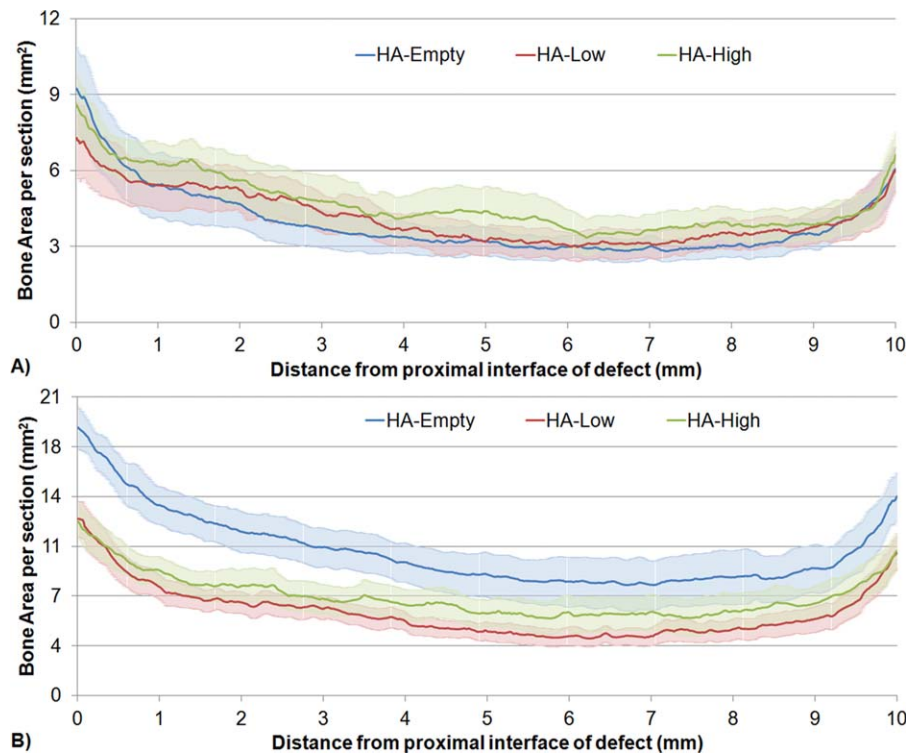 12
HA-Empty HA-Low HA-High
9
6
3
0
Bone Area per section (mm²)
0 1 2 3 4 5 6 7 8 9 10
A) Distance from proximal interface of defect (mm)
21
HA-Empty HA-Low HA-High
18
14
11
7
4
0
Bone Area per section (mm²)
0 1 2 3 4 5 6 7 8 9 10
B) Distance from proximal interface of defect (mm)